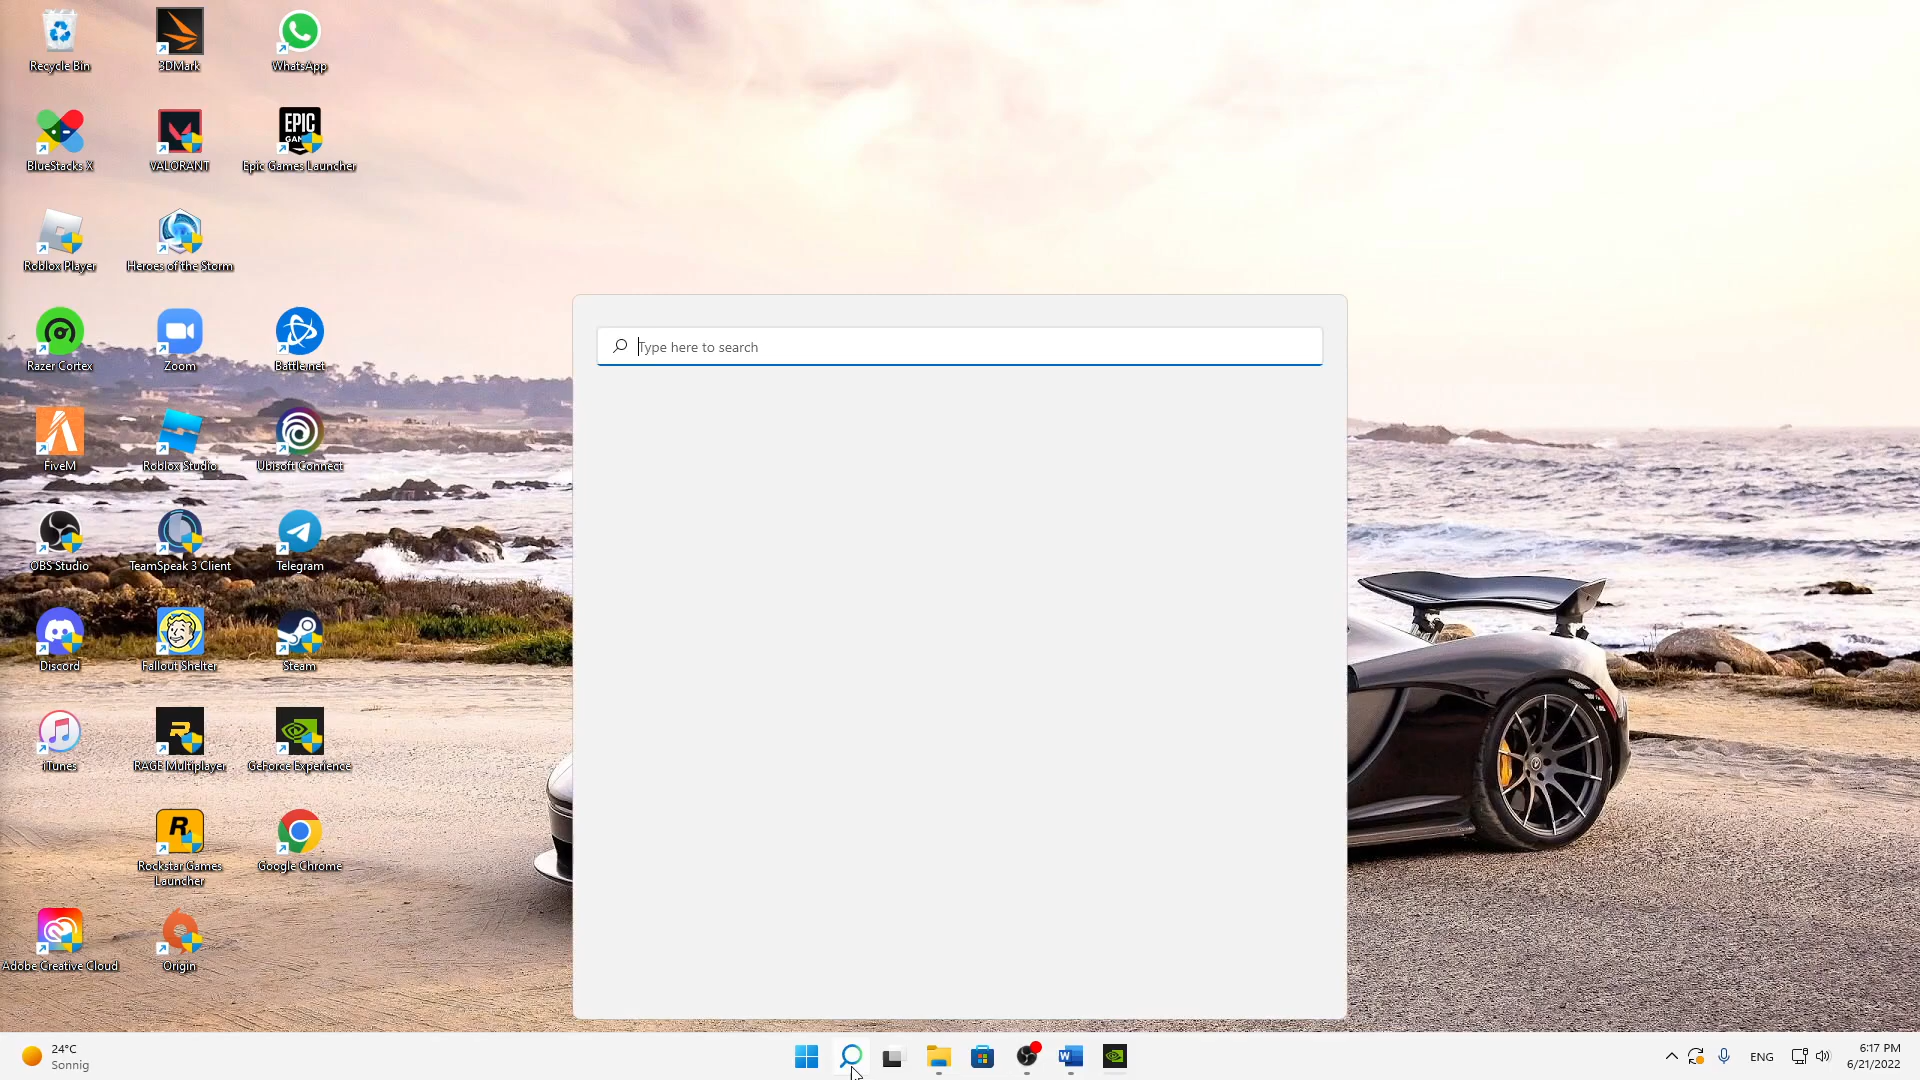 Recycle Bin
3DMark
WhatsApp
EPIC
GAMES
BlueStacks X
VALORANT
Epic Games Launcher
Roblox Player
Heroes of the Storm
Type here to search
Razer Cortex
Zoom
Battle.net
FiveM
Roblox Studio
Ubisoft Connect
OBS Studio
TeamSpeak 3 Client
Telegram
Discord
Fallout Shelter
Steam
R
iTunes
RAGE Multiplayer
GeForce Experience
R
Rockstar Games
Launcher
Google Chrome
Adobe Creative Cloud
Origin
24°C
Sonnig
W
ENG
6:17 PM
6/21/2022